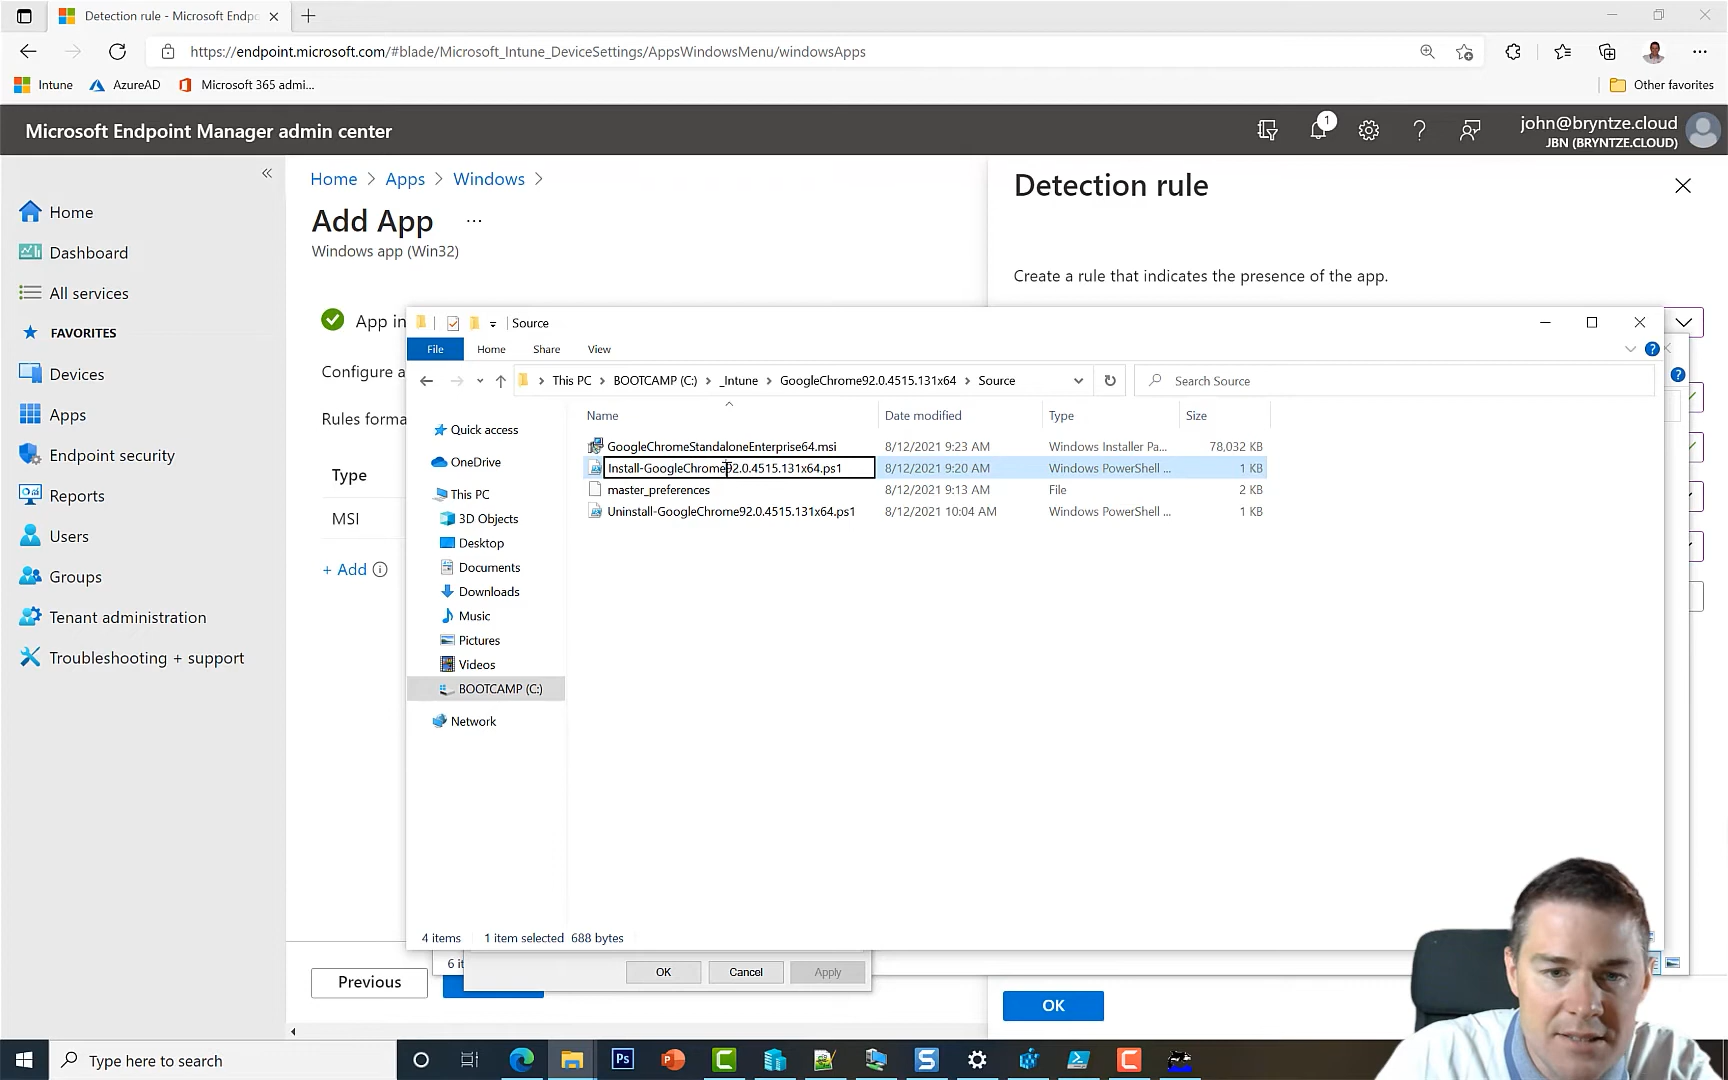 Detection rule - Microsoft Endpo
https://endpoint.microsoft.com/#blade/Microsoft_Intune_DeviceSettings/AppsWindowsMenu/windowsApps
Intune
AzureAD
Microsoft 365 admi...
Other favorites
Microsoft Endpoint Manager admin center
1
john@bryntze.cloud
JBN (BRYNTZE.CLOUD)
Home
Dashboard
All services
FAVORITES
Devices
Apps
Endpoint security
Reports
Users
Groups
Tenant administration
Troubleshooting + support
Home > Apps > Windows >
Add App ...
Windows app (Win32)
App in
Configure a
Rules forma
Type
MSI
+ Add
Previous
Detection rule
Create a rule that indicates the presence of the app.
OK
Source
File
Home
Share
View
This PC
BOOTCAMP (C:)
_Intune
GoogleChrome92.0.4515.131x64
Source
Search Source
Quick access
OneDrive
This PC
3D Objects
Desktop
Documents
Downloads
Music
Pictures
Videos
BOOTCAMP (C:)
Network
Name Date modified Type Size
GoogleChromeStandaloneEnterprise64.msi 8/12/2021 9:23 AM Windows Installer Pa... 78,032 KB
Install-GoogleChrome92.0.4515.131x64.ps1 8/12/2021 9:20 AM Windows PowerShell ... 1 KB
master_preferences 8/12/2021 9:13 AM File 2 KB
Uninstall-GoogleChrome92.0.4515.131x64.ps1 8/12/2021 10:04 AM Windows PowerShell ... 1 KB
4 items 1 item selected 688 bytes
6 it
OK
Cancel
Apply
Type here to search
Ps